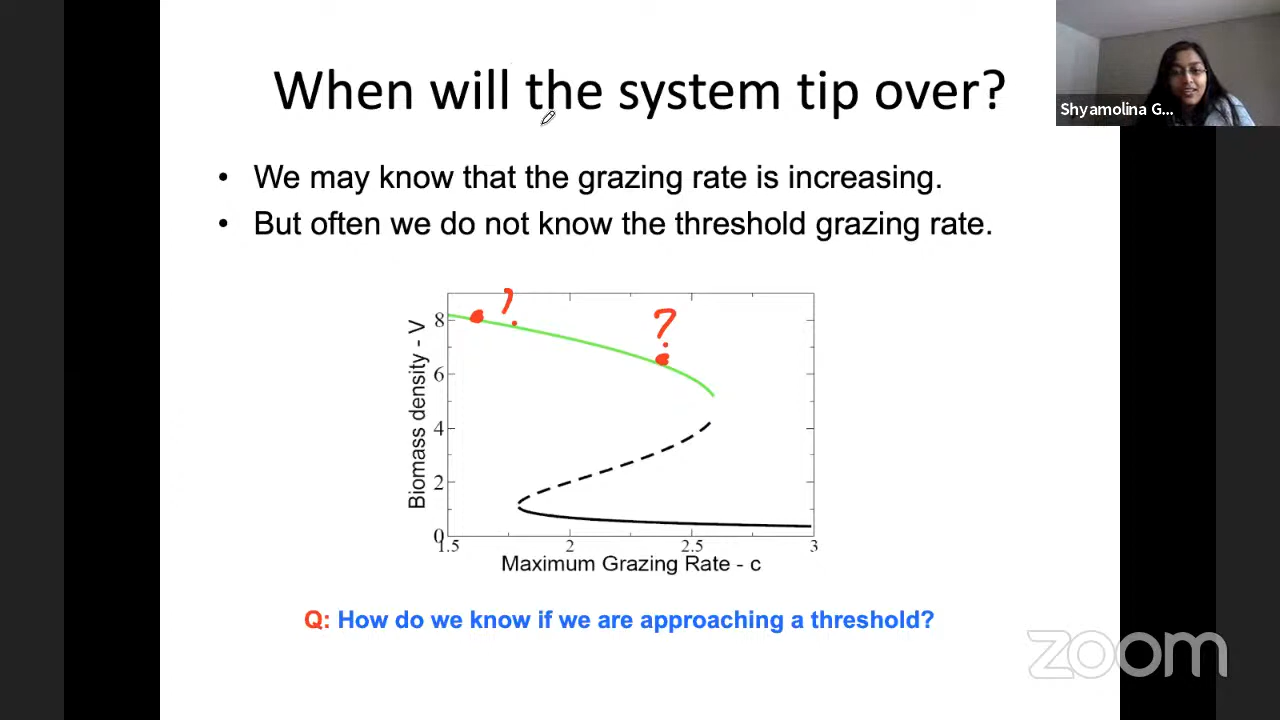 When will the system tip over?
Shyamolina G...
• We may know that the grazing rate is increasing.
• But often we do not know the threshold grazing rate.
? ?
8
6
4
2
0
Biomass density - V
1.5 2 2.5 3
Maximum Grazing Rate - c
Q: How do we know if we are approaching a threshold?
zoom